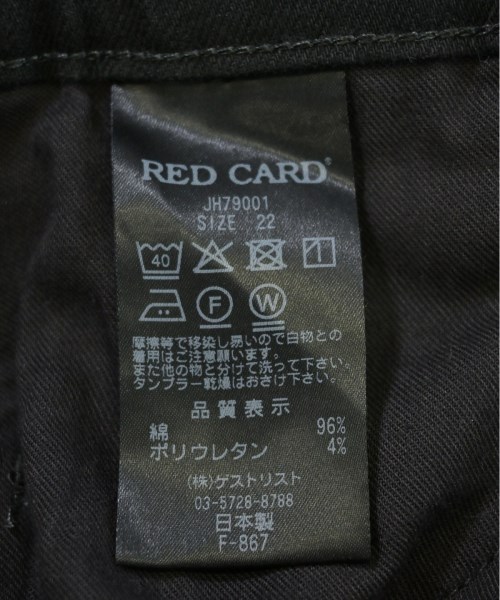 RED CARD®
JH79001
SIZE 22
40
F
W
摩擦等で移染し易いので白物との
着用はご注意願います。
また他の物と分けて洗って下さい。
タンブラー乾燥はおさけ下さい。
品質表示
綿 96%
ポリウレタン 4%
(株)ゲストリスト
03-5728-8788
日本製
F-867